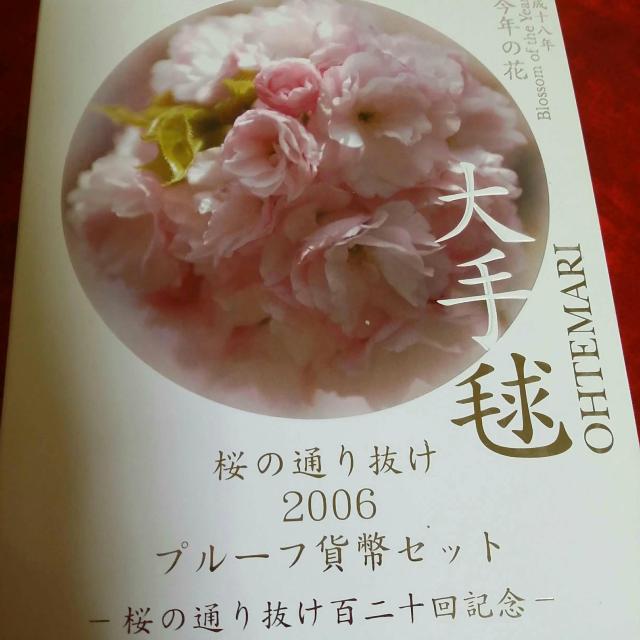 成十八年
今年の花
Blossom of the Year
大手毬
OHTEMARI
桜の通り抜け
2006
プルーフ貨幣セット
－桜の通り抜け百二十回記念－